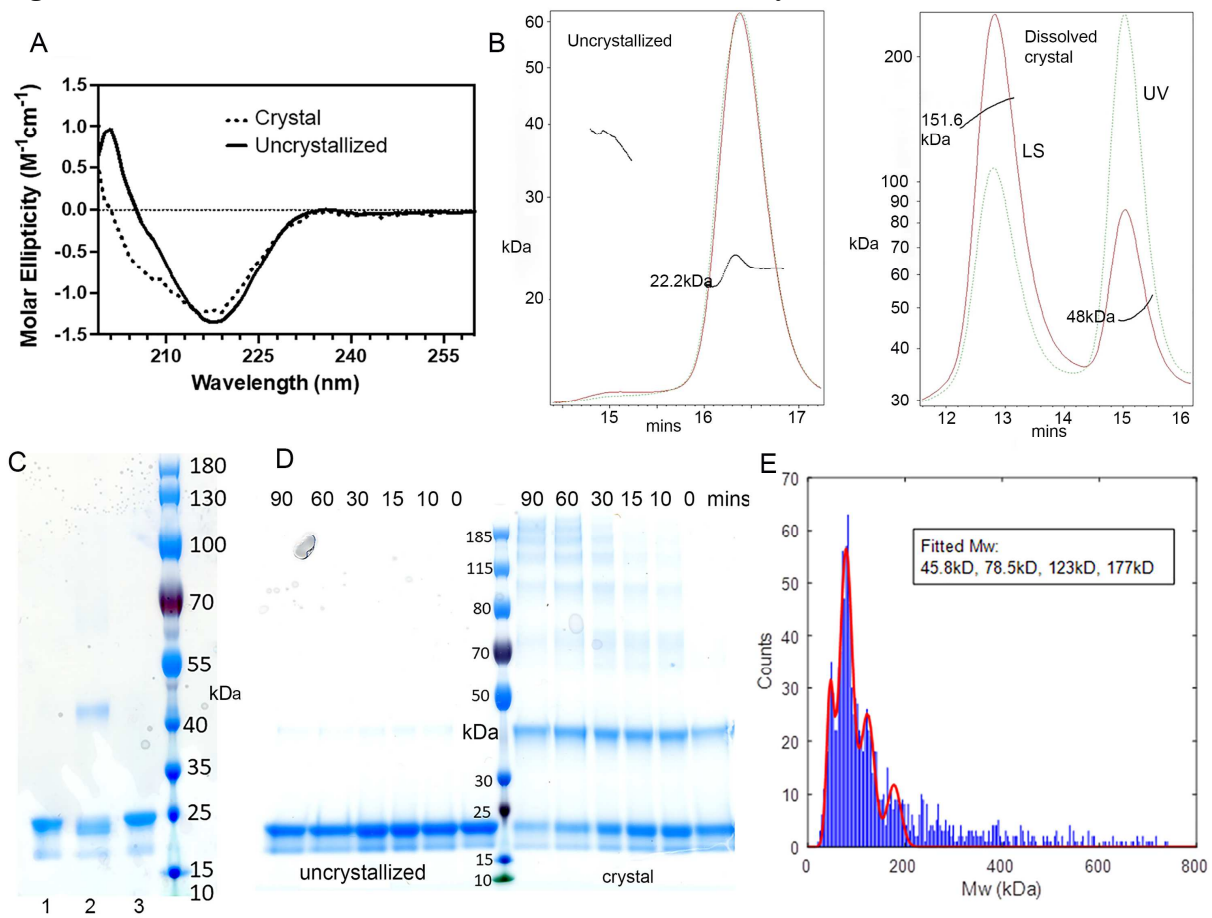 A
Molar Ellipticity (M⁻¹cm⁻¹)
1.5
1.0
0.5
0.0
-0.5
-1.0
-1.5
Crystal
Uncrystallized
210 225 240 255
Wavelength (nm)
B
Uncrystallized
60
50
40
30
20
kDa
22.2kDa
15 16 17
mins
Dissolved
crystal
200
100
90
80
70
60
50
40
30
kDa
151.6
kDa
LS
UV
48kDa
12 13 14 15 16
mins
C
180
130
100
70
55
kDa
40
35
25
15
10
1 2 3
D
90 60 30 15 10 0
90 60 30 15 10 0 mins
185
115
80
70
50
kDa
30
25
15
10
uncrystallized
crystal
E
Counts
70
60
50
40
30
20
10
0
Fitted Mw:
45.8kD, 78.5kD, 123kD, 177kD
0 200 400 600 800
Mw (kDa)